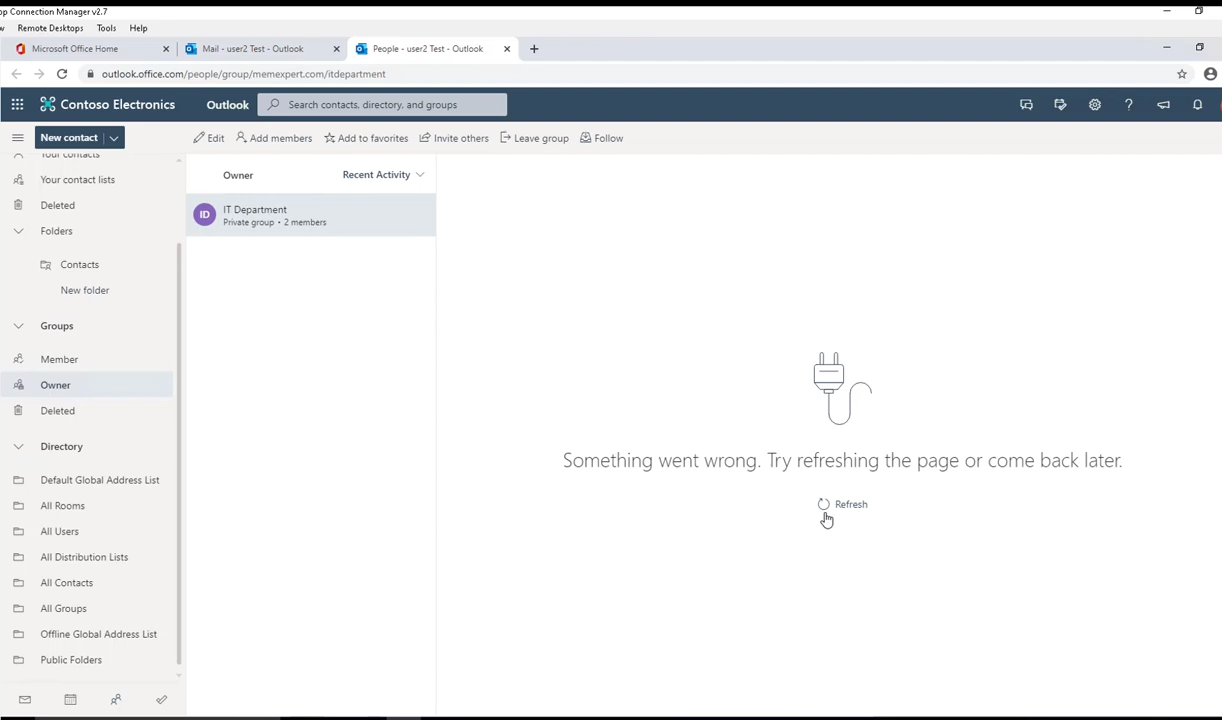 op Connection Manager v2.7
w Remote Desktops Tools Help
Microsoft Office Home
Mail - user2 Test - Outlook
People - user2 Test - Outlook
outlook.office.com/people/group/memexpert.com/itdepartment
Contoso Electronics
Outlook
Search contacts, directory, and groups
New contact
Edit
Add members
Add to favorites
Invite others
Leave group
Follow
Your contacts
Your contact lists
Deleted
Folders
Contacts
New folder
Groups
Member
Owner
Deleted
Directory
Default Global Address List
All Rooms
All Users
All Distribution Lists
All Contacts
All Groups
Offline Global Address List
Public Folders
Owner
Recent Activity
ID
IT Department
Private group • 2 members
Something went wrong. Try refreshing the page or come back later.
Refresh